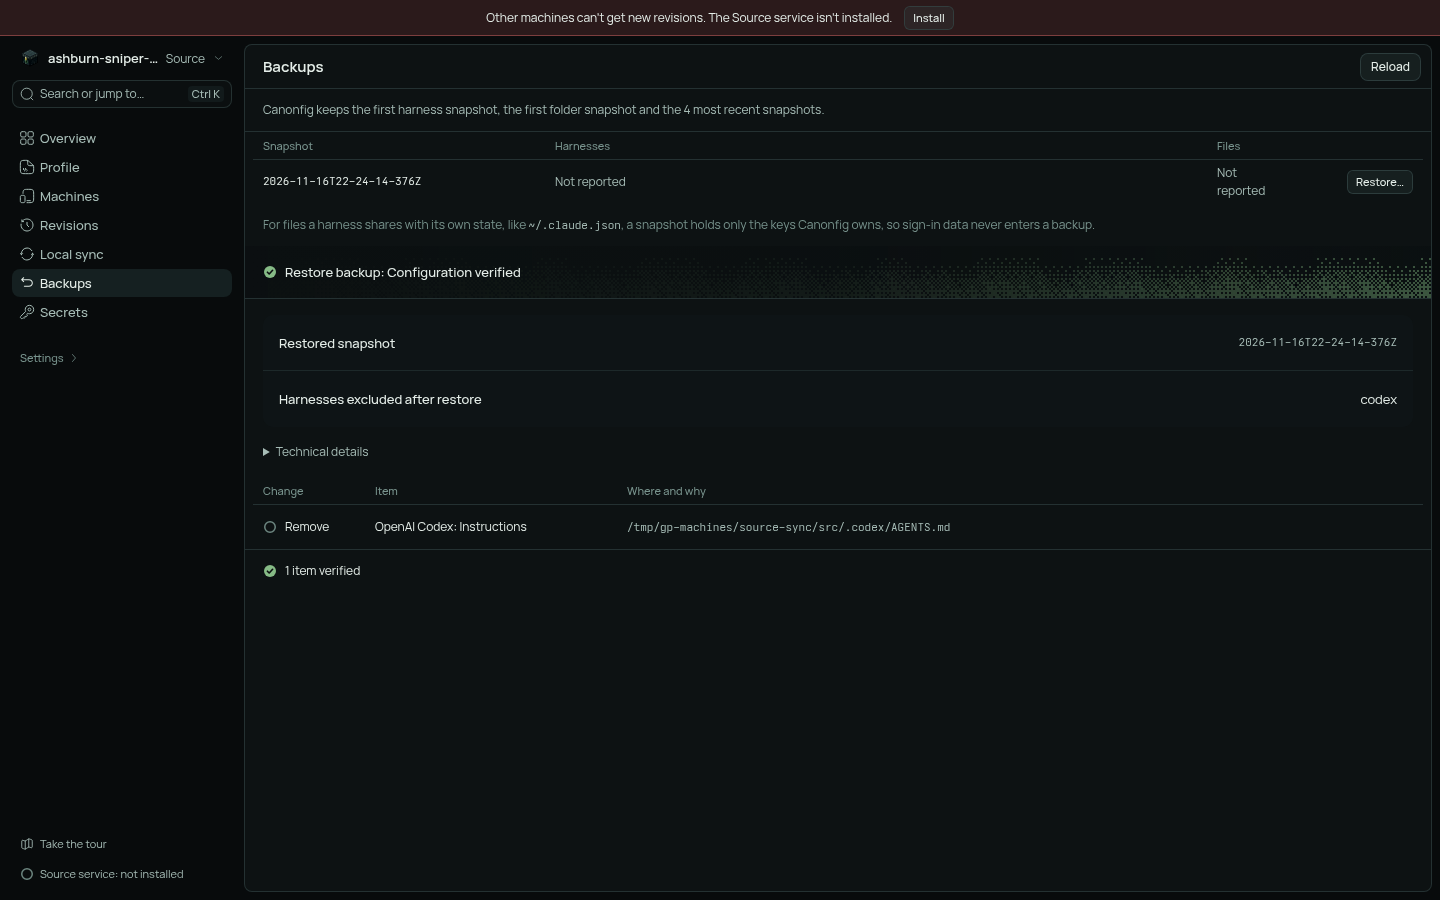 Other machines can't get new revisions. The Source service isn't installed. Install
ashburn-sniper-... Source
Search or jump to... Ctrl K
Overview
Profile
Machines
Revisions
Local sync
Backups
Secrets
Settings
Take the tour
Source service: not installed
Backups Reload
Canonfig keeps the first harness snapshot, the first folder snapshot and the 4 most recent snapshots.
Snapshot Harnesses Files
2026-11-16T22-24-14-376Z Not reported Not reported Restore...
For files a harness shares with its own state, like ~/.claude.json, a snapshot holds only the keys Canonfig owns, so sign-in data never enters a backup.
Restore backup: Configuration verified
Restored snapshot 2026-11-16T22-24-14-376Z
Harnesses excluded after restore codex
Technical details
Change Item Where and why
Remove OpenAI Codex: Instructions /tmp/gp-machines/source-sync/src/.codex/AGENTS.md
1 item verified